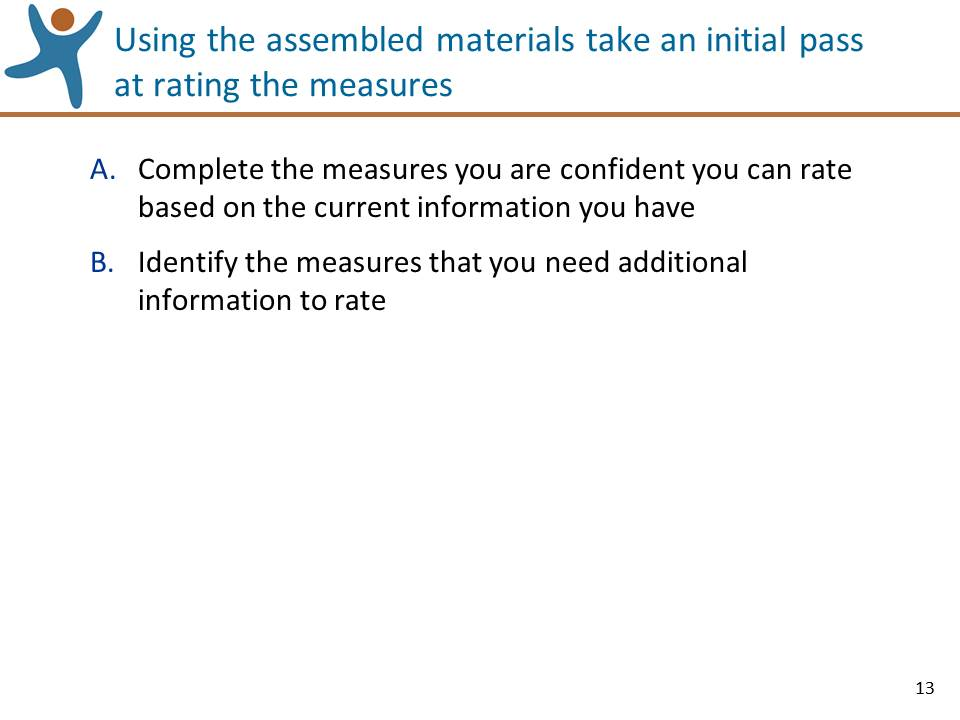 Using the assembled materials take an initial pass
at rating the measures
A. Complete the measures you are confident you can rate
based on the current information you have
B. Identify the measures that you need additional
information to rate
13